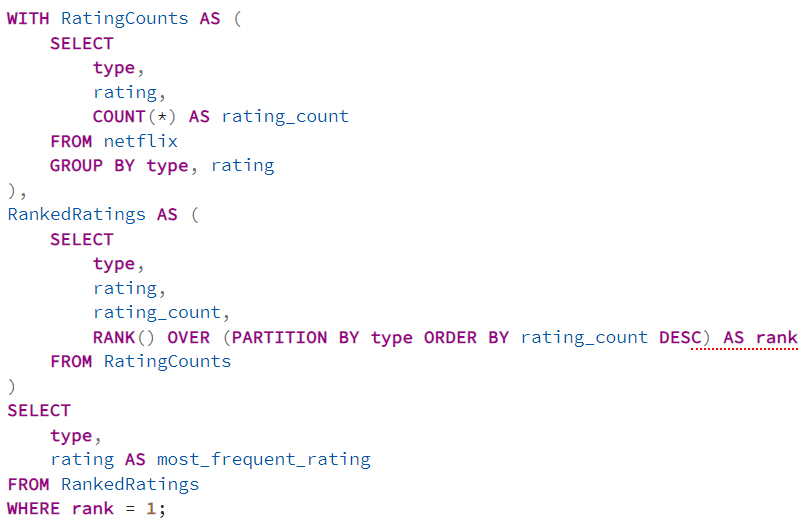 WITH RatingCounts AS (
    SELECT
        type,
        rating,
        COUNT(*) AS rating_count
    FROM netflix
    GROUP BY type, rating
),
RankedRatings AS (
    SELECT
        type,
        rating,
        rating_count,
        RANK() OVER (PARTITION BY type ORDER BY rating_count DESC) AS rank
    FROM RatingCounts
)
SELECT
    type,
    rating AS most_frequent_rating
FROM RankedRatings
WHERE rank = 1;